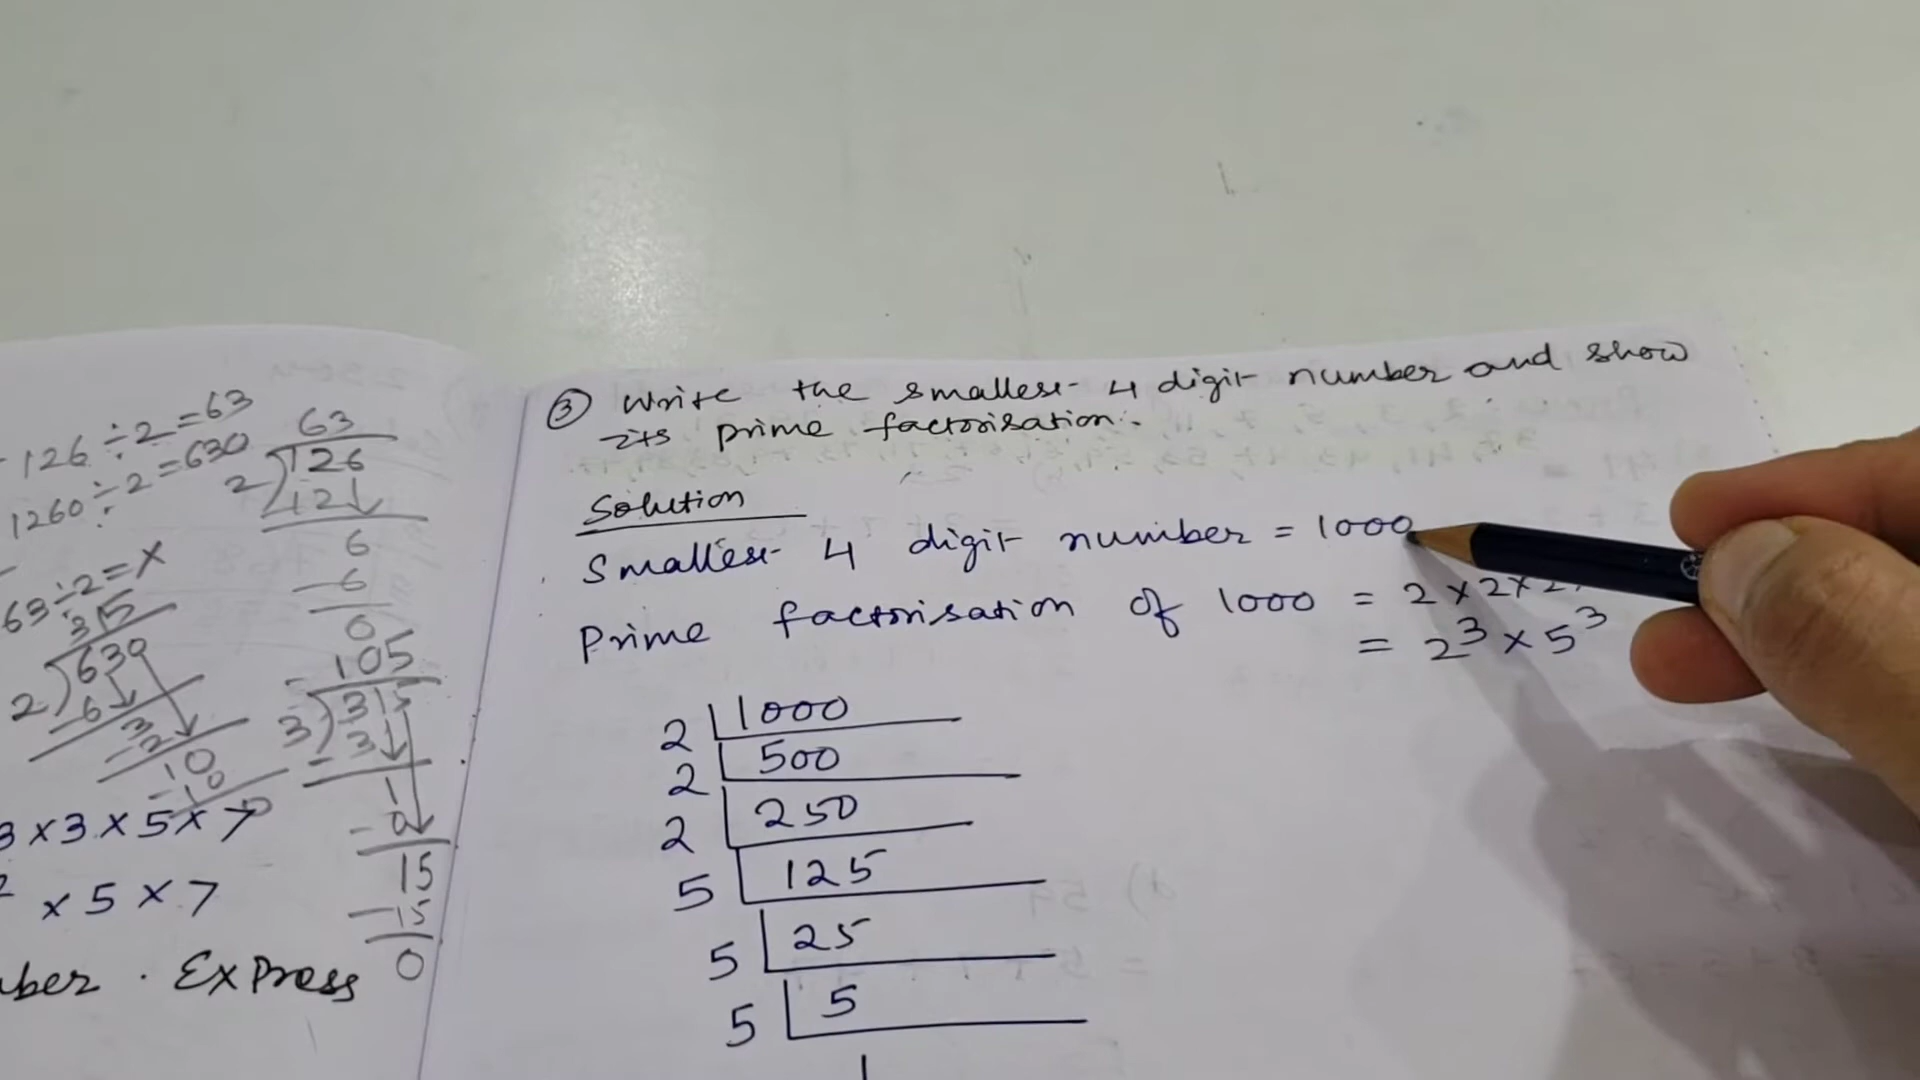 126 ÷ 2 = 63
1260 ÷ 2 = 630
63 ÷ 2 = X
63
2 126
12
6
- 6
0
315
2 630
6
3
- 2
10
- 10
0
105
3 315
3
1
- 0
15
- 15
0
3 x 3 x 5 x 7
2 x 5 x 7
Express
3 Write the smallest 4 digit number and show
its prime factorisation.
Solution
Smallest 4 digit number = 1000
Prime factorisation of 1000 = 2 x 2 x 2
= 2³ x 5³
2 1000
2 500
2 250
5 125
5 25
5 5
1